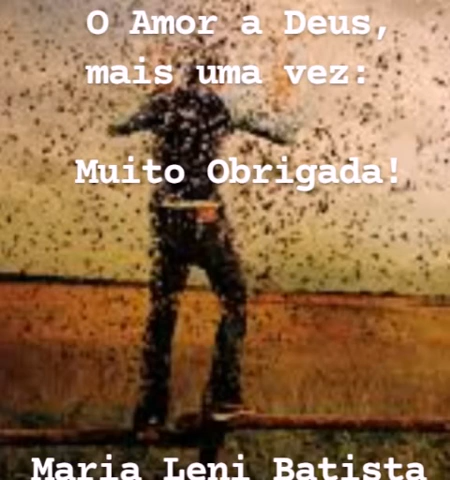 O Amor a Deus,
mais uma vez:
Muito Obrigada!
Maria Leni Batista